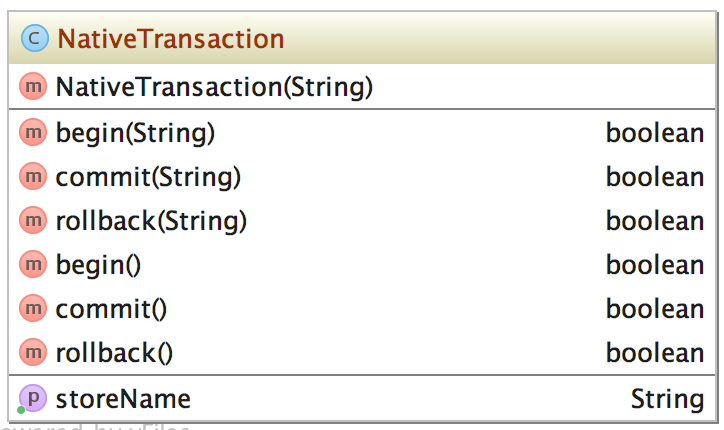 C NativeTransaction
m NativeTransaction(String)
m begin(String) boolean
m commit(String) boolean
m rollback(String) boolean
m begin() boolean
m commit() boolean
m rollback() boolean
p storeName String